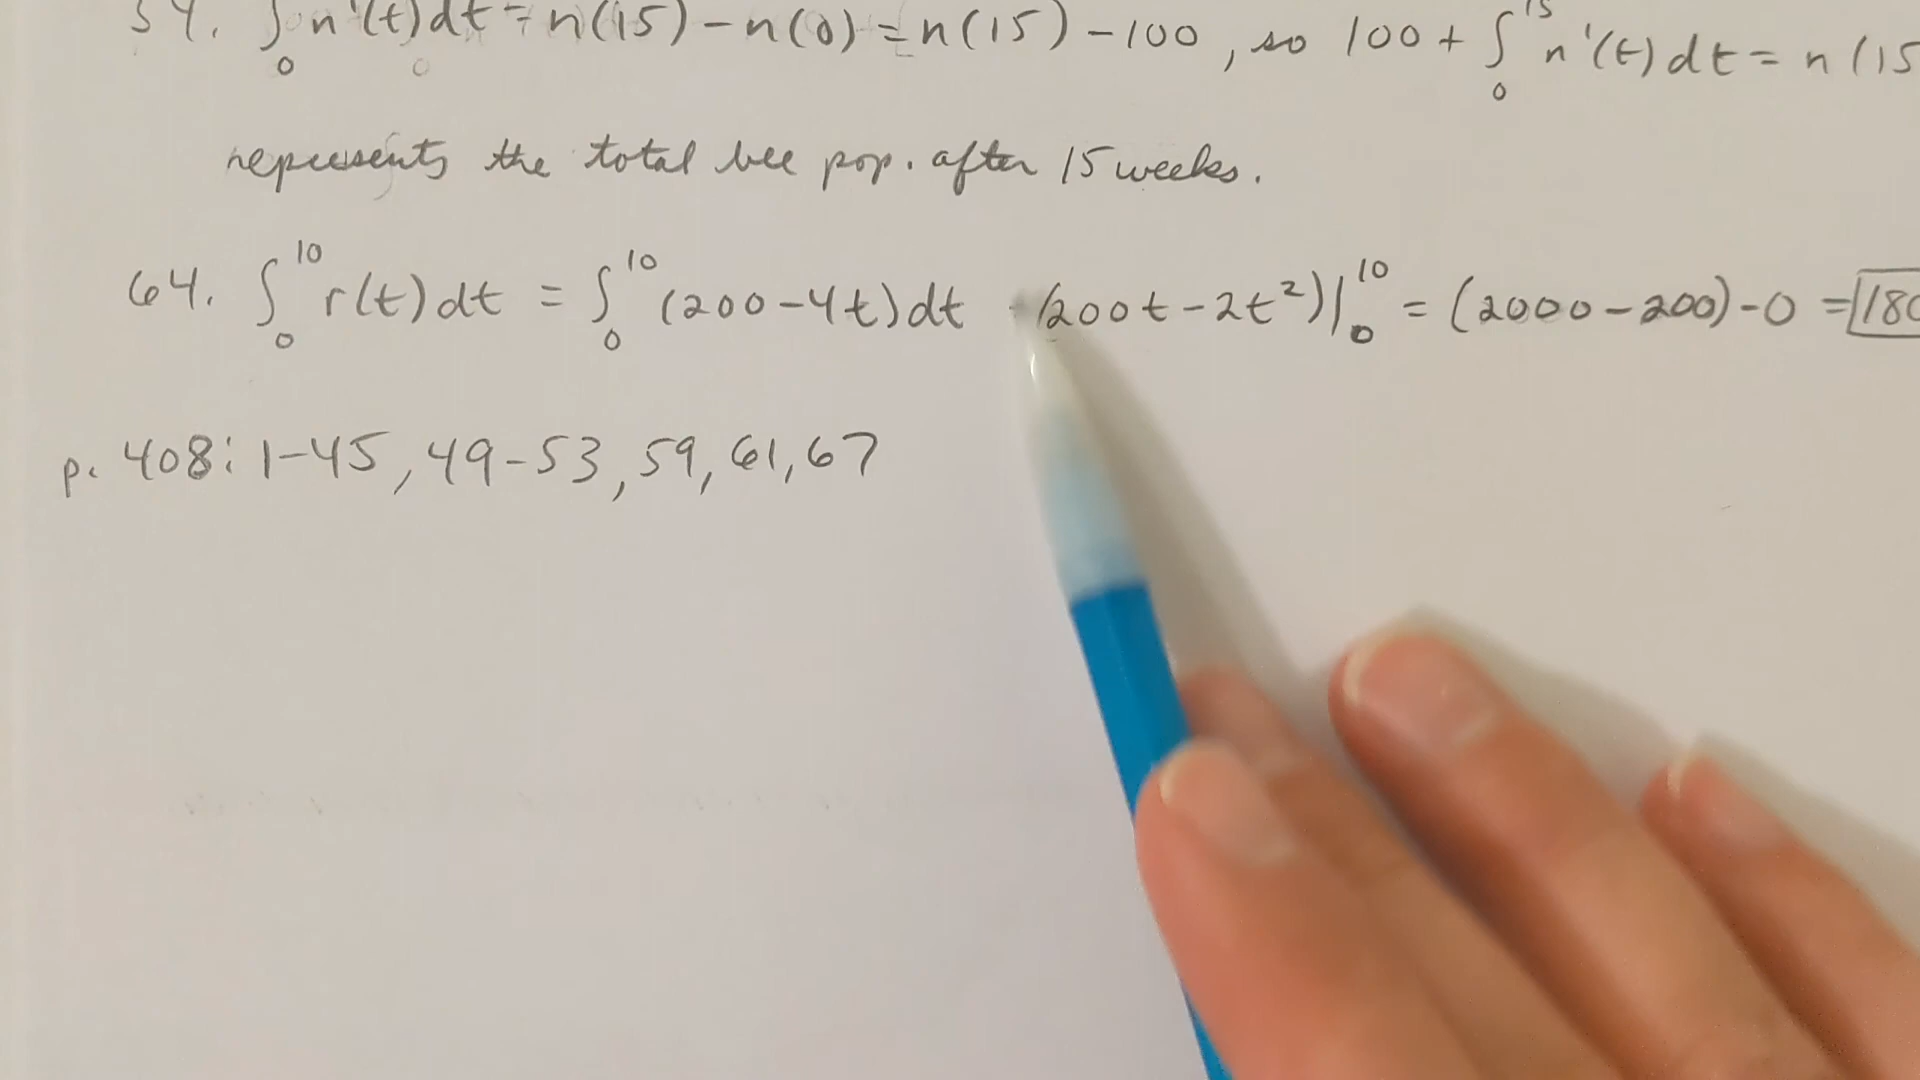 54. ∫₀ n'(t)dt = n(15) - n(0) = n(15) - 100, so 100 + ∫₀¹⁵ n'(t)dt = n(15
represents the total bee pop. after 15 weeks.
64. ∫₀¹⁰ r(t)dt = ∫₀¹⁰ (200-4t)dt (200t-2t²)|₀¹⁰ = (2000-200)-0 = 180
p. 408: 1-45, 49-53, 59, 61, 67